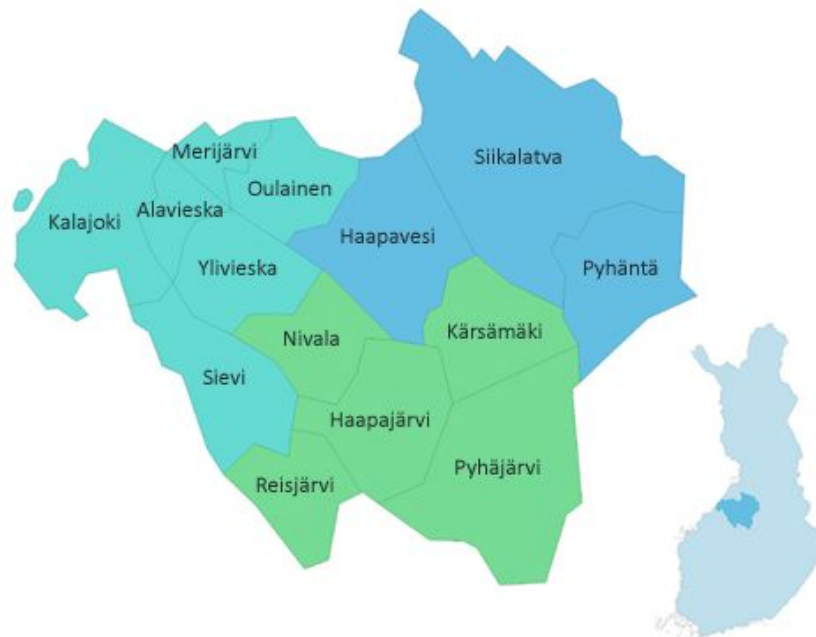 Merijärvi
Siikalatva
Oulainen
Alavieska
Kalajoki
Haapavesi
Ylivieska
Pyhäntä
Nivala
Kärsämäki
Sievi
Haapajärvi
Pyhäjärvi
Reisjärvi